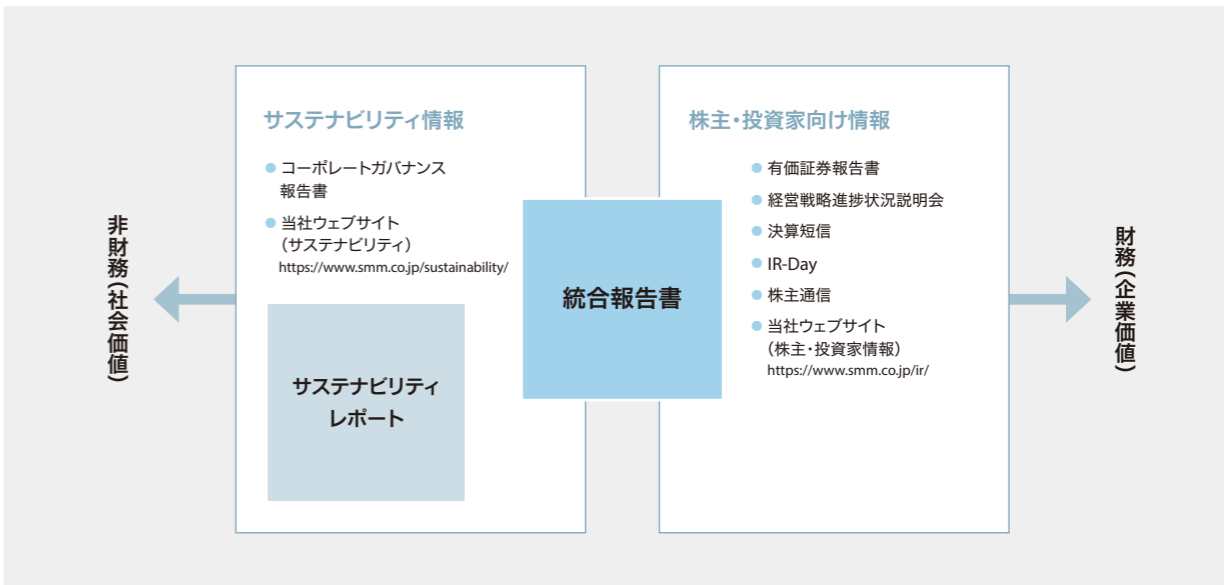 非財務(社会価値)
サステナビリティ情報
コーポレートガバナンス
報告書
当社ウェブサイト
(サステナビリティ)
https://www.smm.co.jp/sustainability/
サステナビリティ
レポート
統合報告書
株主・投資家向け情報
有価証券報告書
経営戦略進捗状況説明会
決算短信
IR-Day
株主通信
当社ウェブサイト
(株主・投資家情報)
https://www.smm.co.jp/ir/
財務(企業価値)